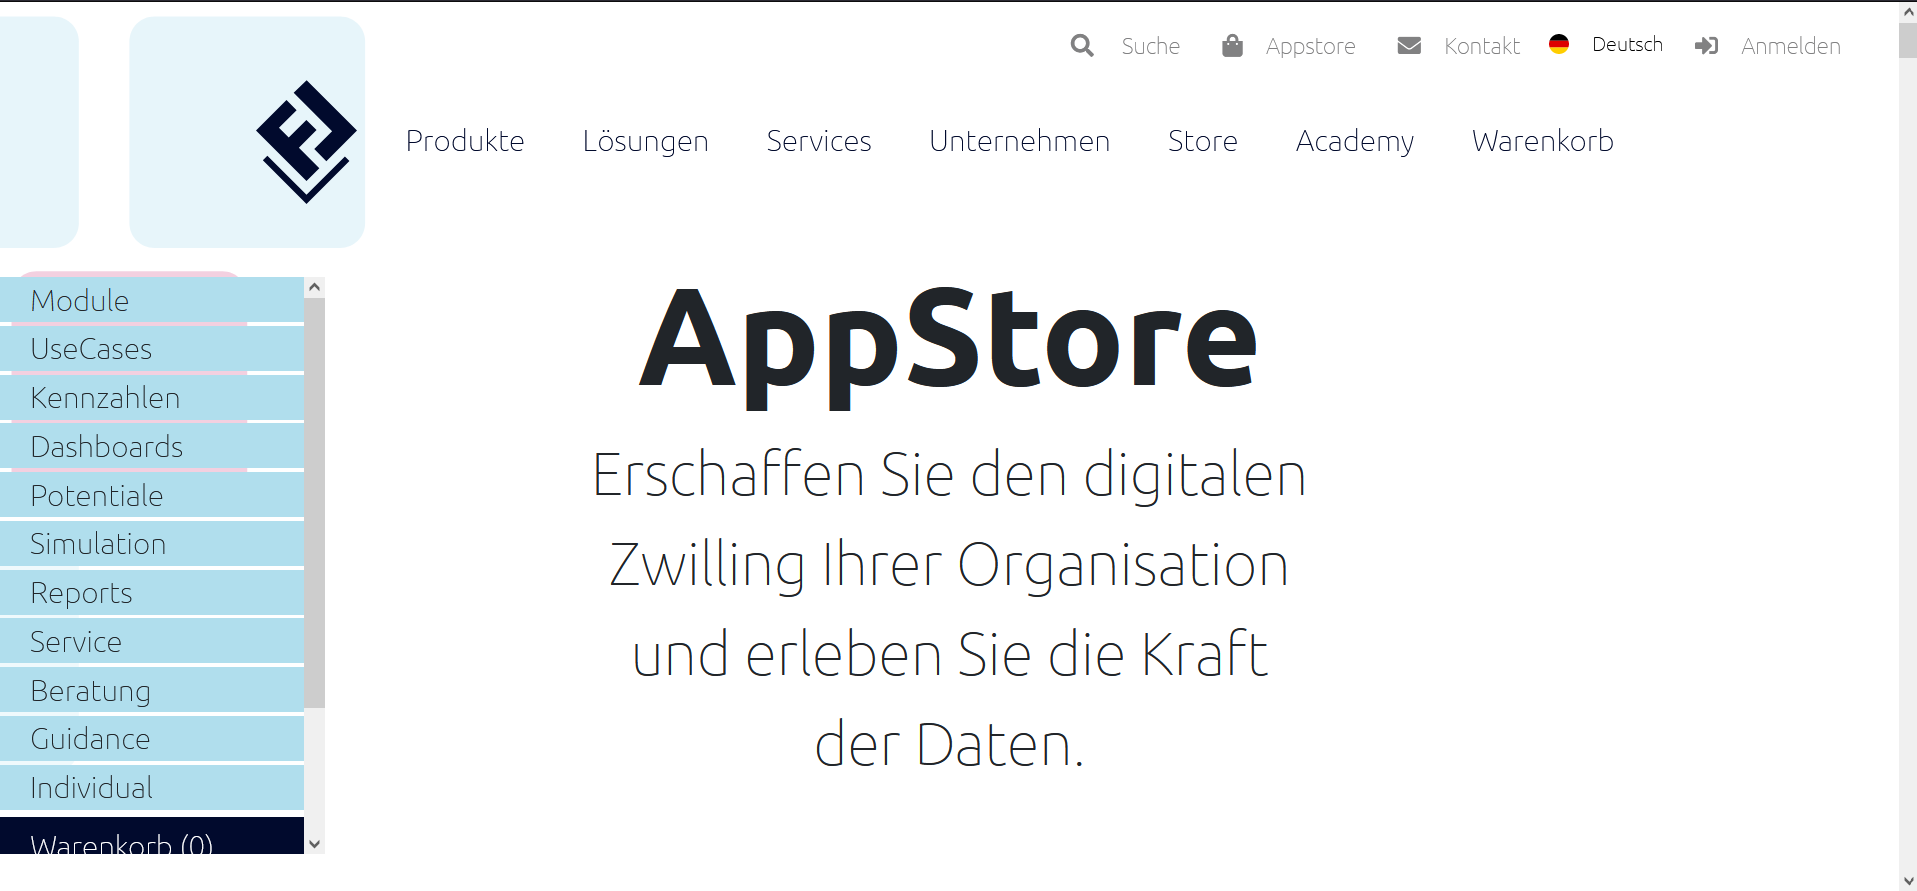 Suche
Appstore
Kontakt
Deutsch
Anmelden
Produkte
Lösungen
Services
Unternehmen
Store
Academy
Warenkorb
Module
UseCases
Kennzahlen
Dashboards
Potentiale
Simulation
Reports
Service
Beratung
Guidance
Individual
Warenkorb (0)
AppStore
Erschaffen Sie den digitalen
Zwilling Ihrer Organisation
und erleben Sie die Kraft
der Daten.